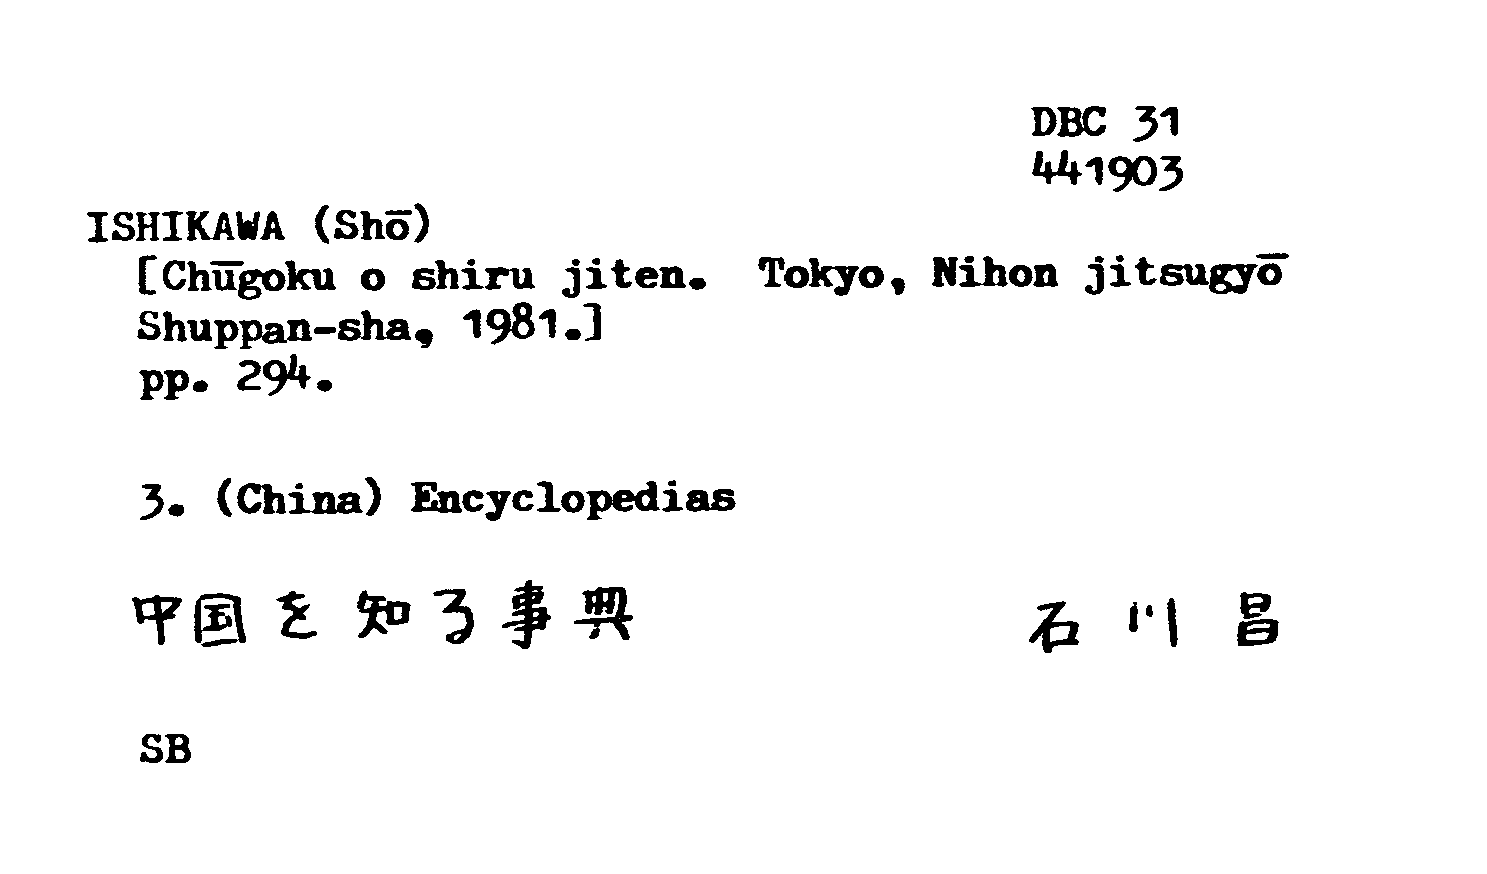 DBC 31
441903
ISHIKAWA (Shō)
[Chūgoku o shiru jiten. Tokyo, Nihon jitsugyō
Shuppan-sha, 1981.]
pp. 294.
3. (China) Encyclopedias
中国を知る事典 石川昌
SB